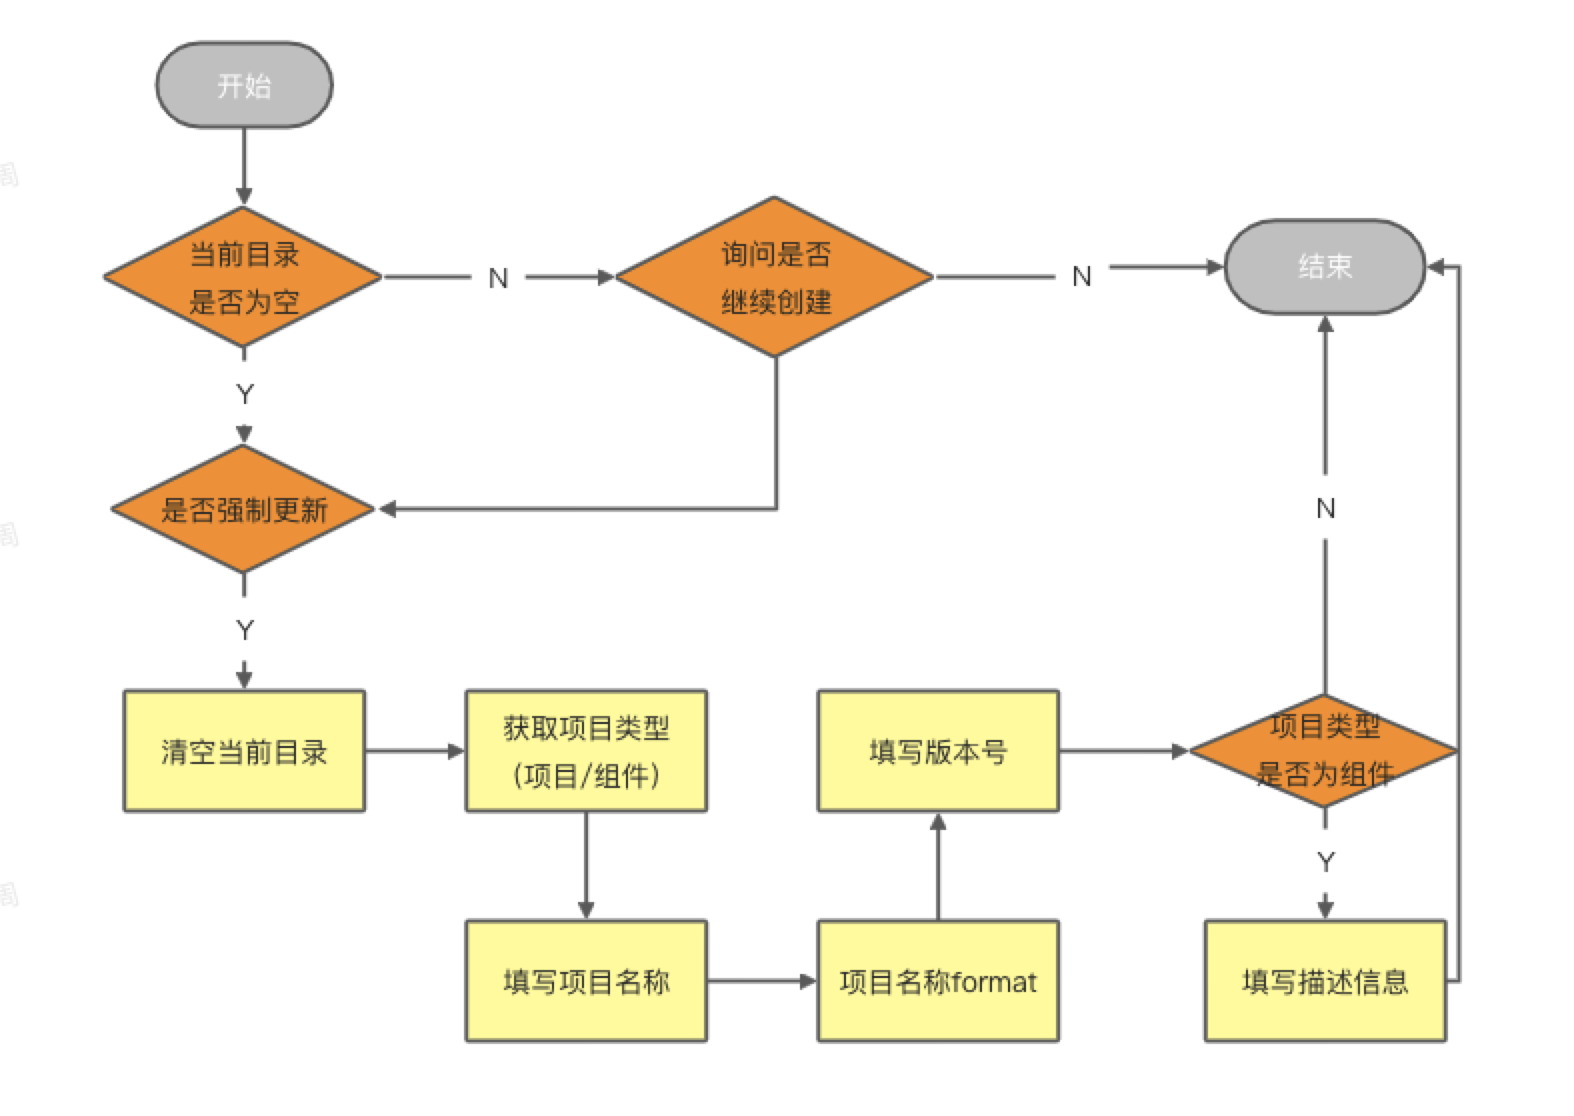 开始
当前目录
是否为空
N
询问是否
继续创建
N
结束
Y
是否强制更新
N
Y
清空当前目录
获取项目类型
（项目/组件）
填写版本号
项目类型
是否为组件
Y
填写项目名称
项目名称format
填写描述信息
周
周
周